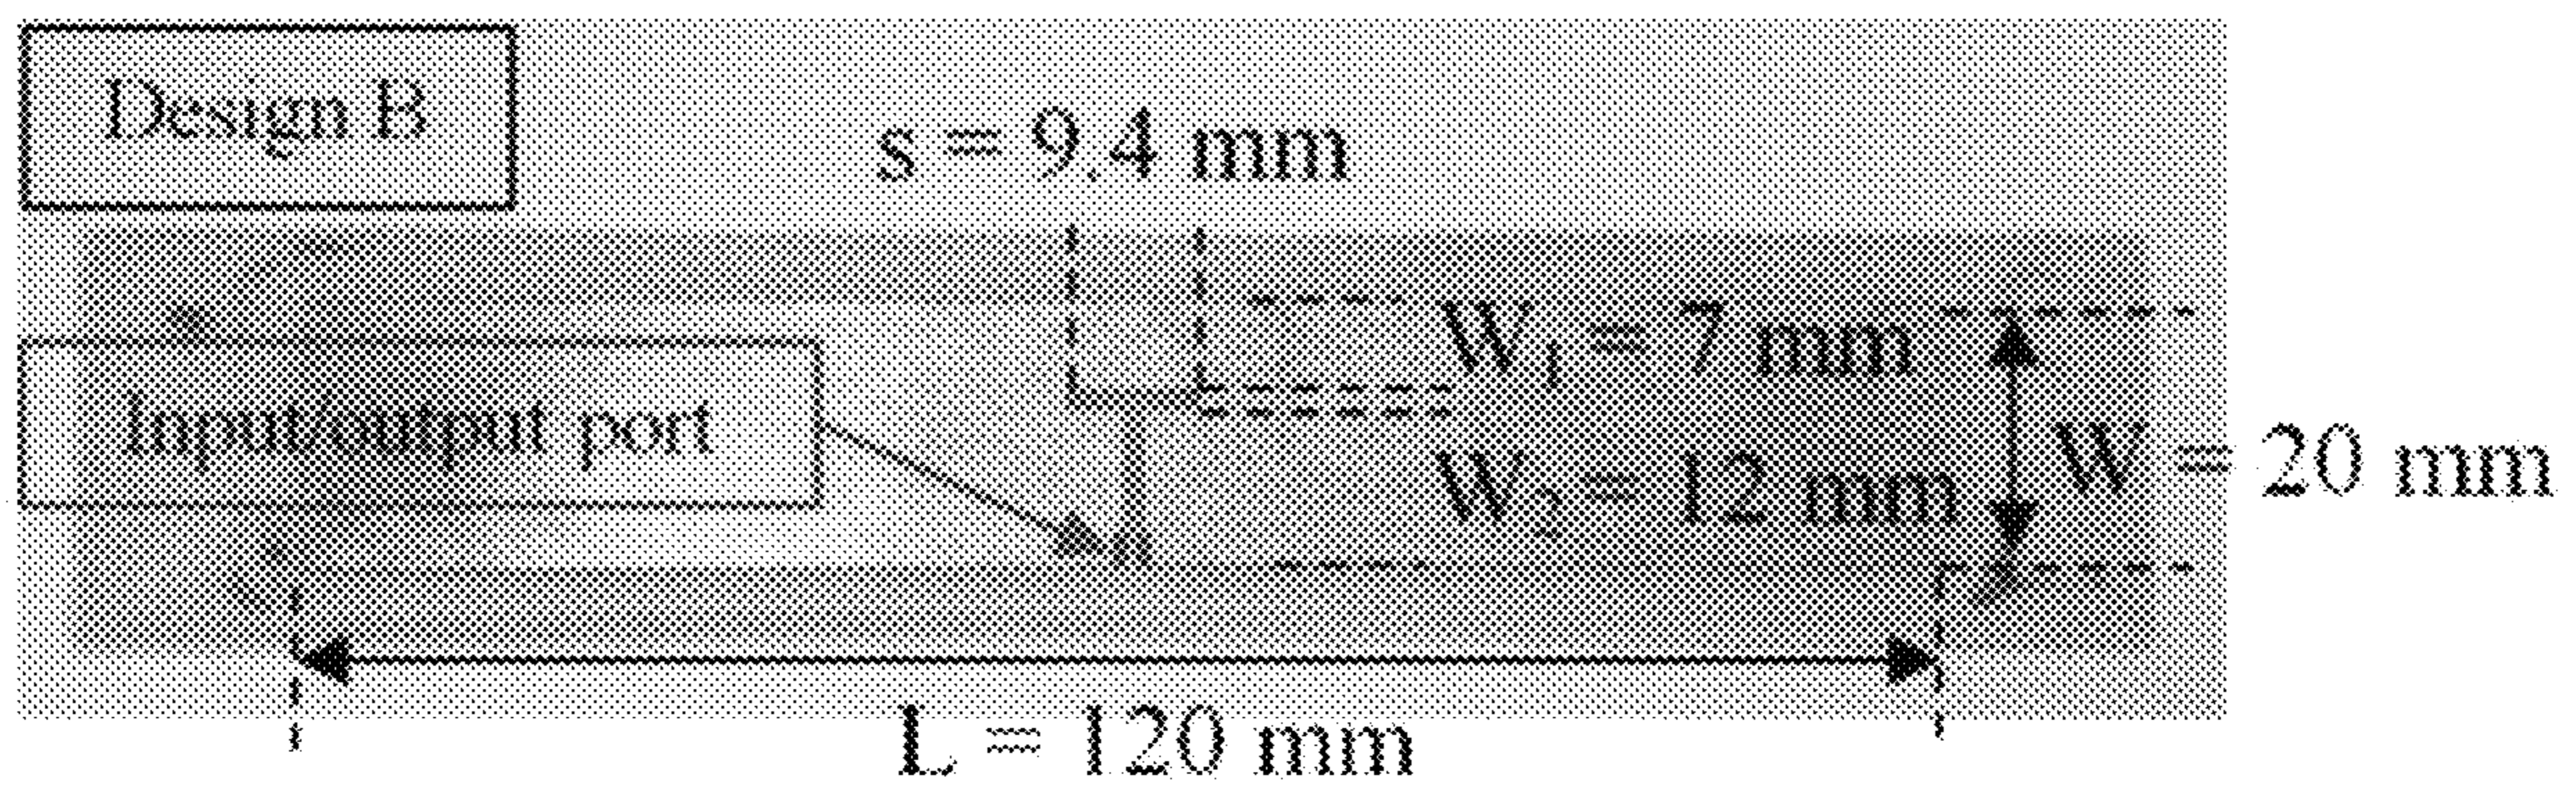 Design B
s = 9.4 mm
W₁ = 7 mm
Input/output port
W₂ = 12 mm
W = 20 mm
L = 120 mm